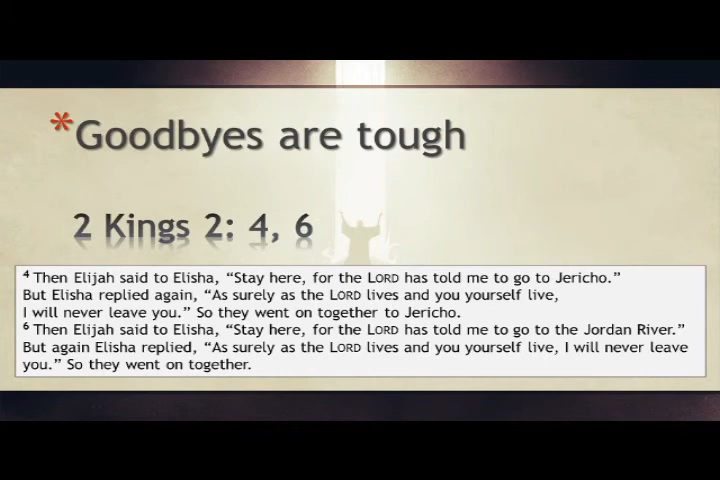 *Goodbyes are tough
2 Kings 2: 4, 6
4 Then Elijah said to Elisha, “Stay here, for the LORD has told me to go to Jericho.”
But Elisha replied again, “As surely as the LORD lives and you yourself live,
I will never leave you.” So they went on together to Jericho.
6 Then Elijah said to Elisha, “Stay here, for the LORD has told me to go to the Jordan River.”
But again Elisha replied, “As surely as the LORD lives and you yourself live, I will never leave
you.” So they went on together.